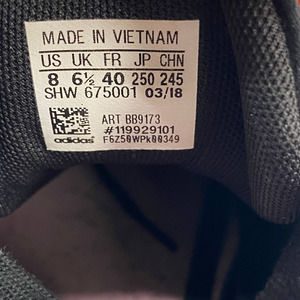 MADE IN VIETNAM
US UK FR JP CHN
8 6½ 40 250 245
SHW 675001 03/18
ART BB9173
#119929101
adidas F6Z50WPk00349